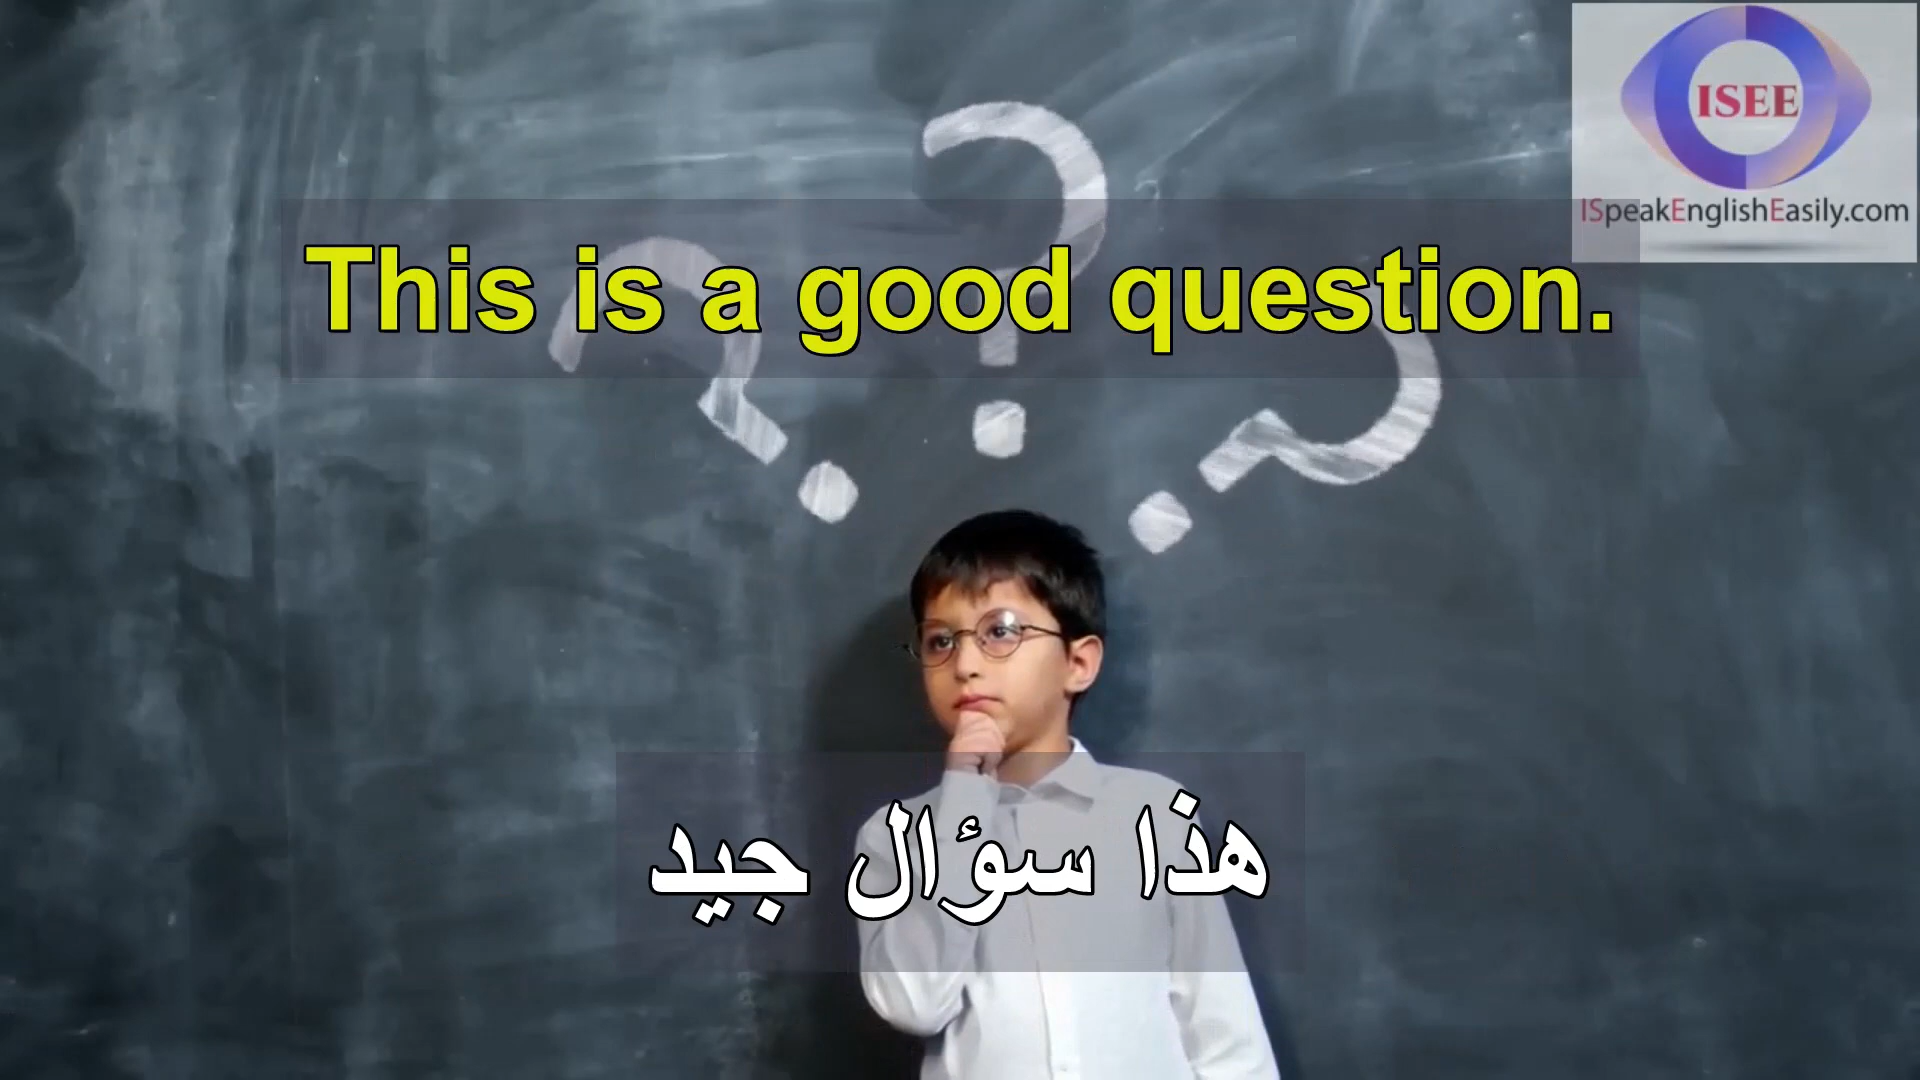 ISEE
ISpeakEnglishEasily.com
This is a good question.
هذا سؤال جيد